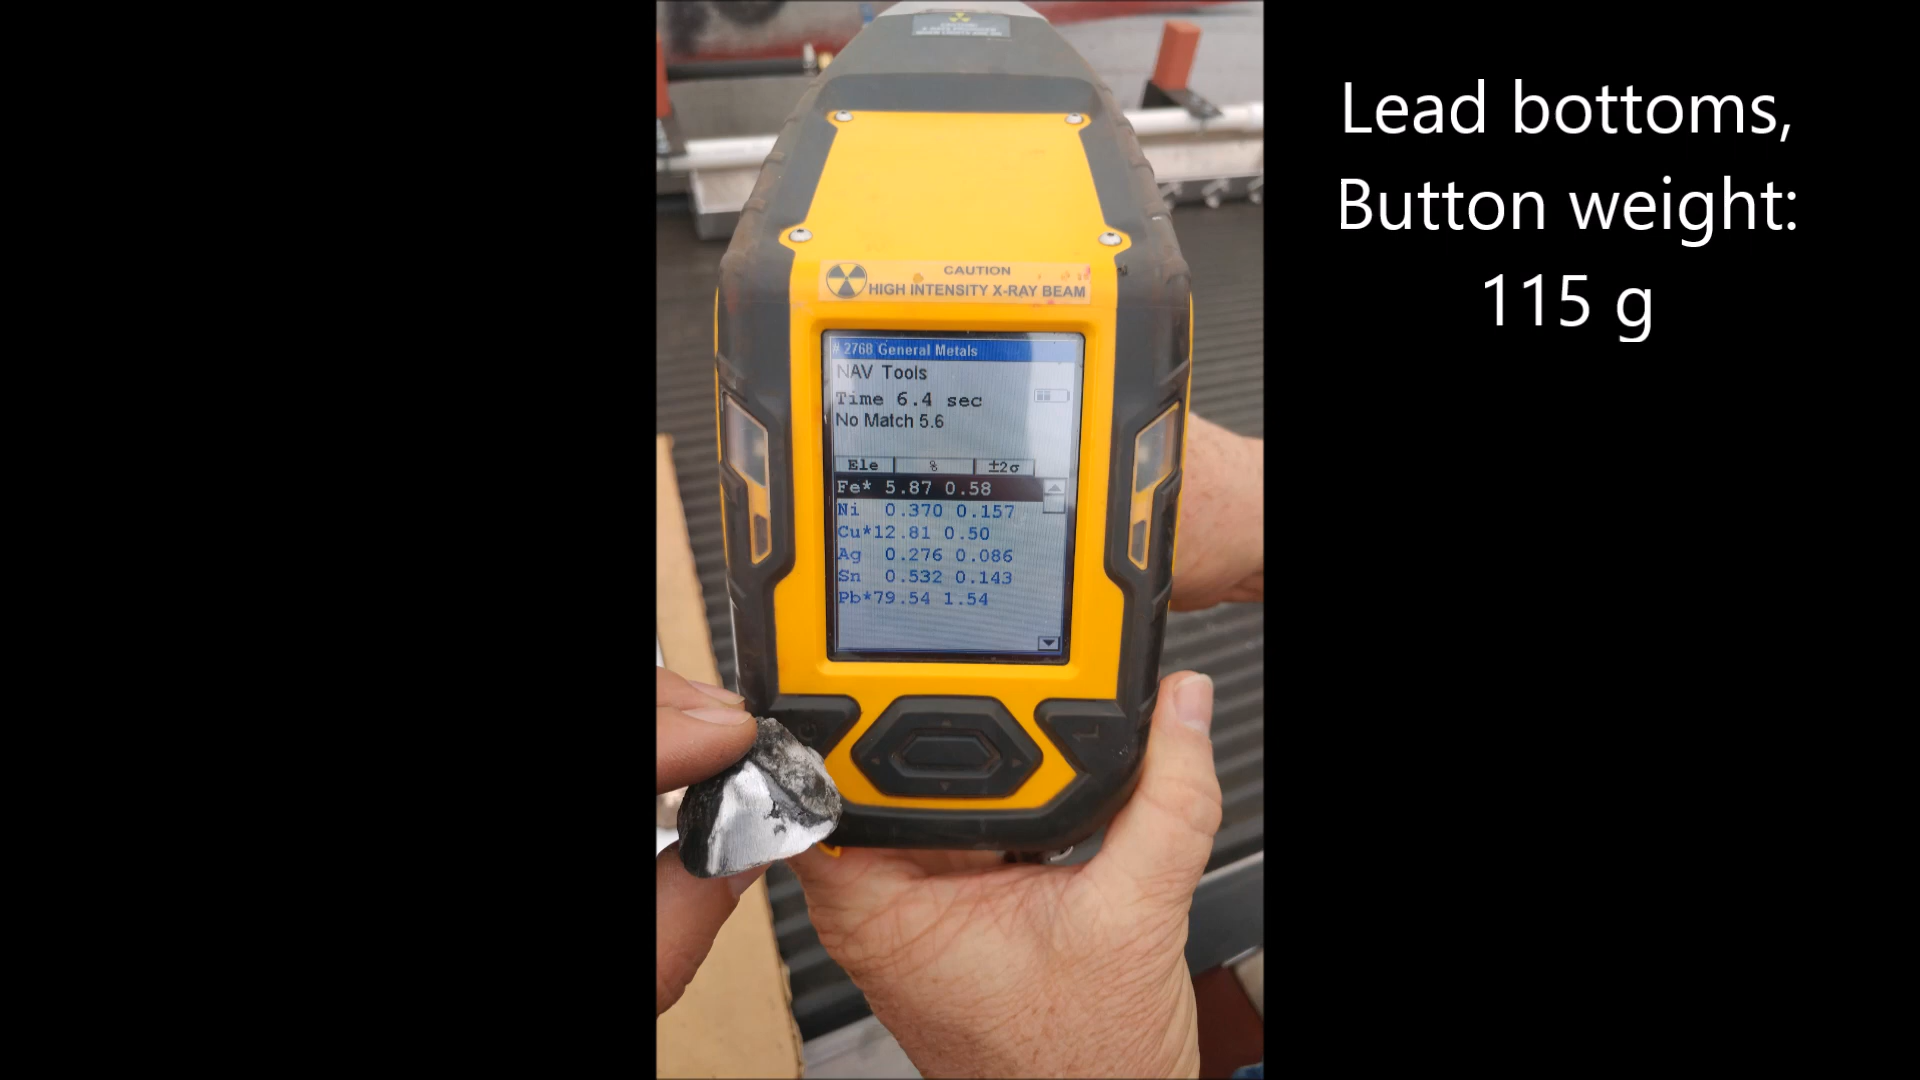 CAUTION
HIGH INTENSITY X-RAY BEAM
# 2768 General Metals
NAV Tools
Time 6.4 sec
No Match 5.6
Ele % ±2σ
Fe* 5.87 0.58
Ni 0.370 0.157
Cu*12.81 0.50
Ag 0.276 0.086
Sn 0.532 0.143
Pb*79.54 1.54
Lead bottoms,
Button weight:
115 g